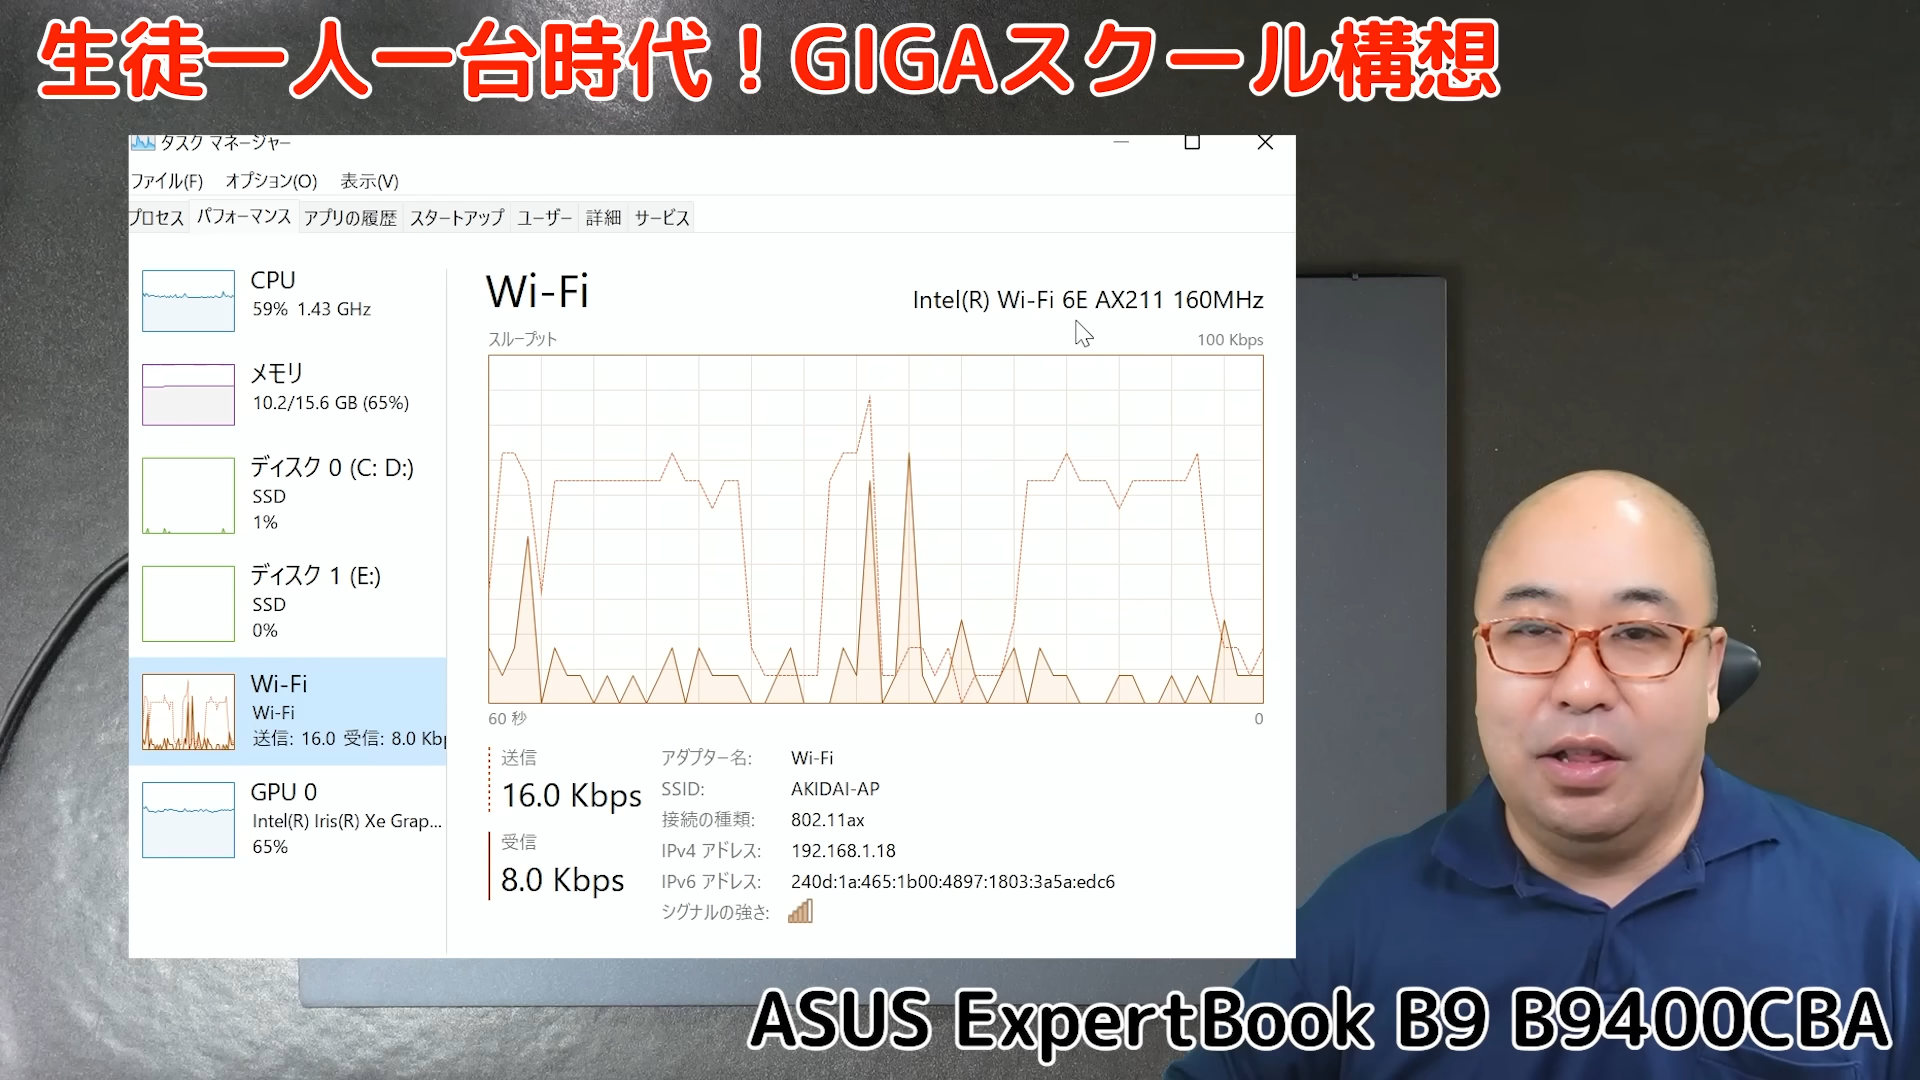 生徒一人一台時代！GIGAスクール構想
タスク マネージャー
ファイル(F) オプション(O) 表示(V)
プロセス パフォーマンス アプリの履歴 スタートアップ ユーザー 詳細 サービス
CPU
59% 1.43 GHz
メモリ
10.2/15.6 GB (65%)
ディスク 0 (C: D:)
SSD
1%
ディスク 1 (E:)
SSD
0%
Wi-Fi
Wi-Fi
送信: 16.0 受信: 8.0 Kbp
GPU 0
Intel(R) Iris(R) Xe Grap...
65%
Wi-Fi
Intel(R) Wi-Fi 6E AX211 160MHz
スループット
100 Kbps
60 秒
0
送信
16.0 Kbps
受信
8.0 Kbps
アダプター名: Wi-Fi
SSID: AKIDAI-AP
接続の種類: 802.11ax
IPv4 アドレス: 192.168.1.18
IPv6 アドレス: 240d:1a:465:1b00:4897:1803:3a5a:edc6
シグナルの強さ:
ASUS ExpertBook B9 B9400CBA